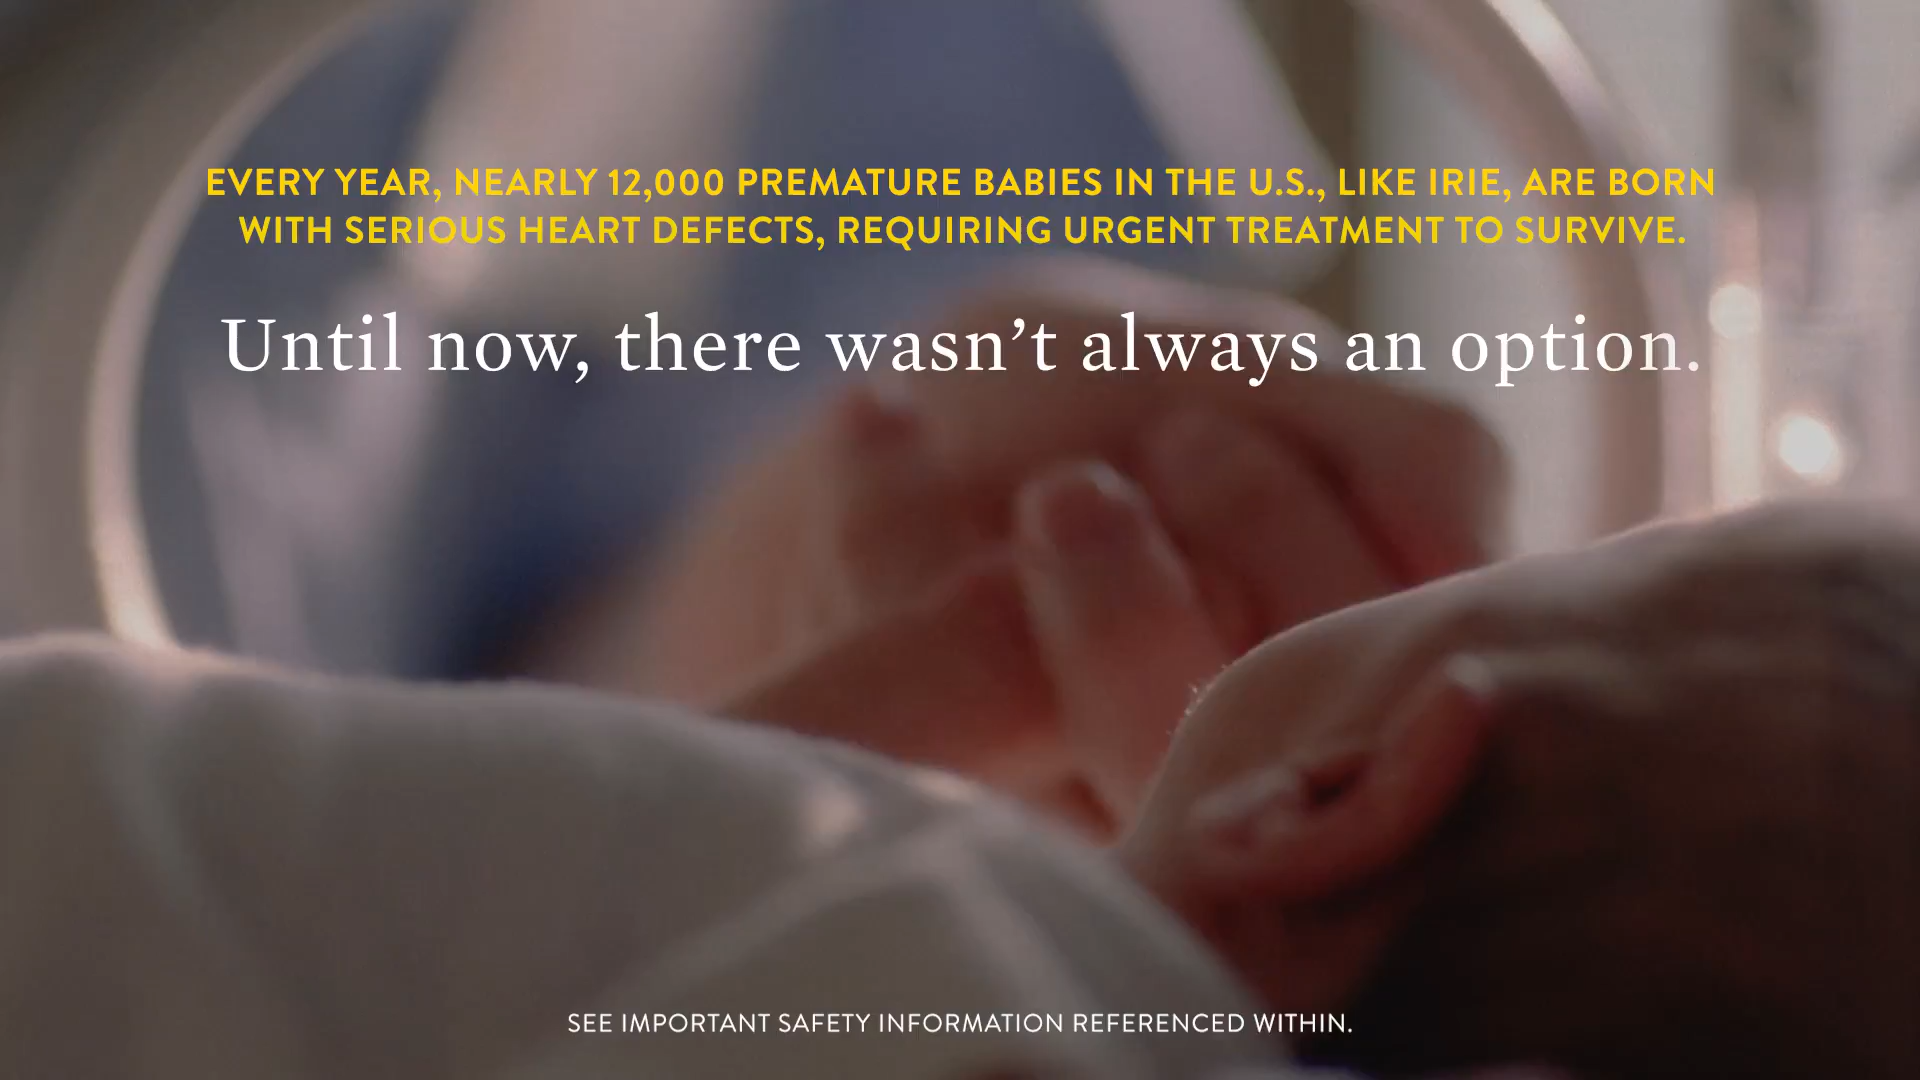 EVERY YEAR, NEARLY 12,000 PREMATURE BABIES IN THE U.S., LIKE IRIE, ARE BORN
WITH SERIOUS HEART DEFECTS, REQUIRING URGENT TREATMENT TO SURVIVE.
Until now, there wasn’t always an option.
SEE IMPORTANT SAFETY INFORMATION REFERENCED WITHIN.